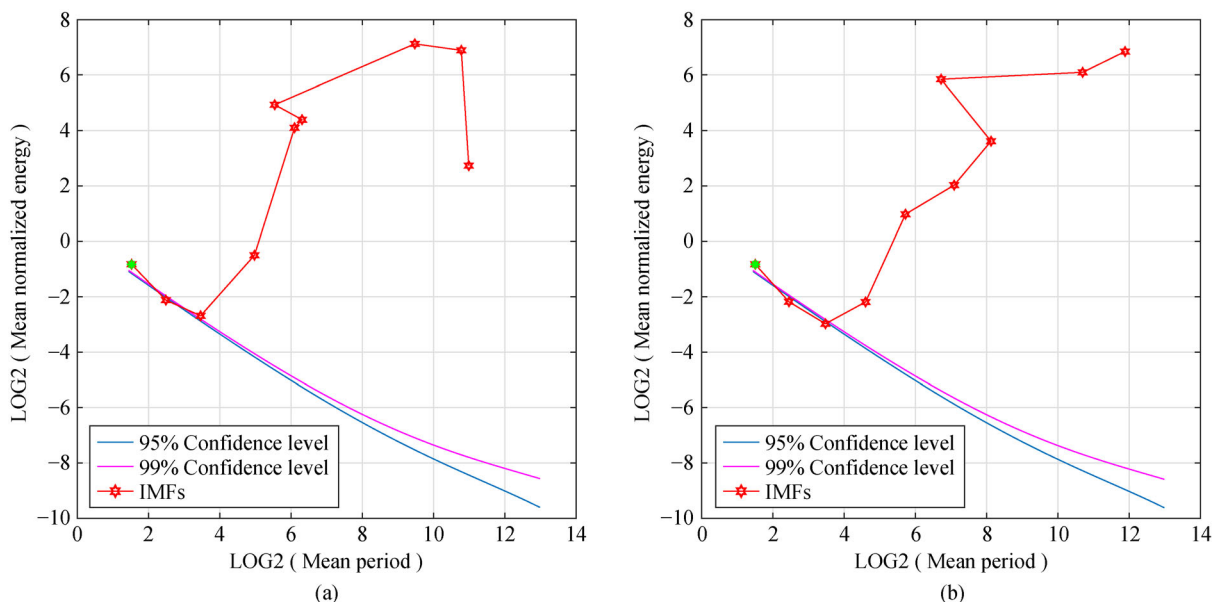 8
6
4
2
0
−2
−4
−6
−8
−10
LOG2 ( Mean normalized energy )
95% Confidence level
99% Confidence level
IMFs
0 2 4 6 8 10 12 14
LOG2 ( Mean period )
(a)
8
6
4
2
0
−2
−4
−6
−8
−10
LOG2 ( Mean normalized energy )
95% Confidence level
99% Confidence level
IMFs
0 2 4 6 8 10 12 14
LOG2 ( Mean period )
(b)